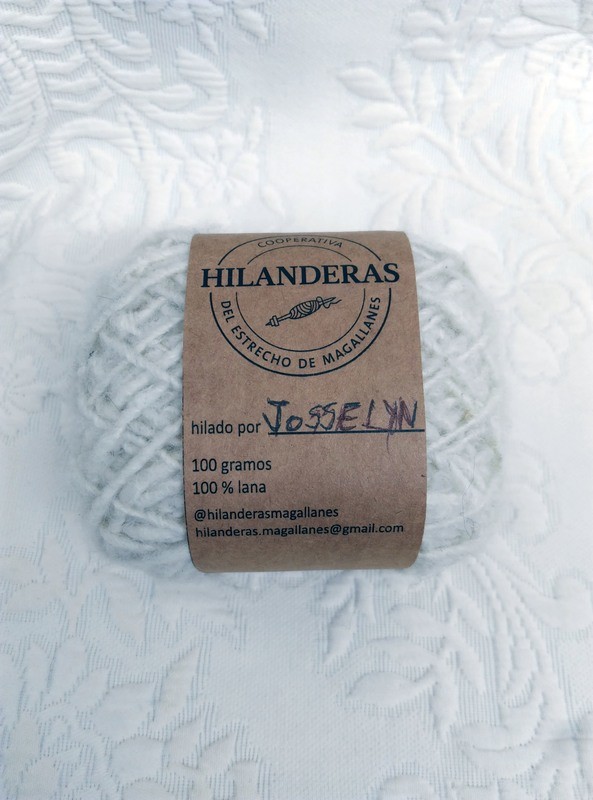 COOPERATIVA
HILANDERAS
DEL ESTRECHO DE MAGALLANES
hilado por JOSSELYN
100 gramos
100 % lana
@hilanderasmagallanes
hilanderas.magallanes@gmail.com